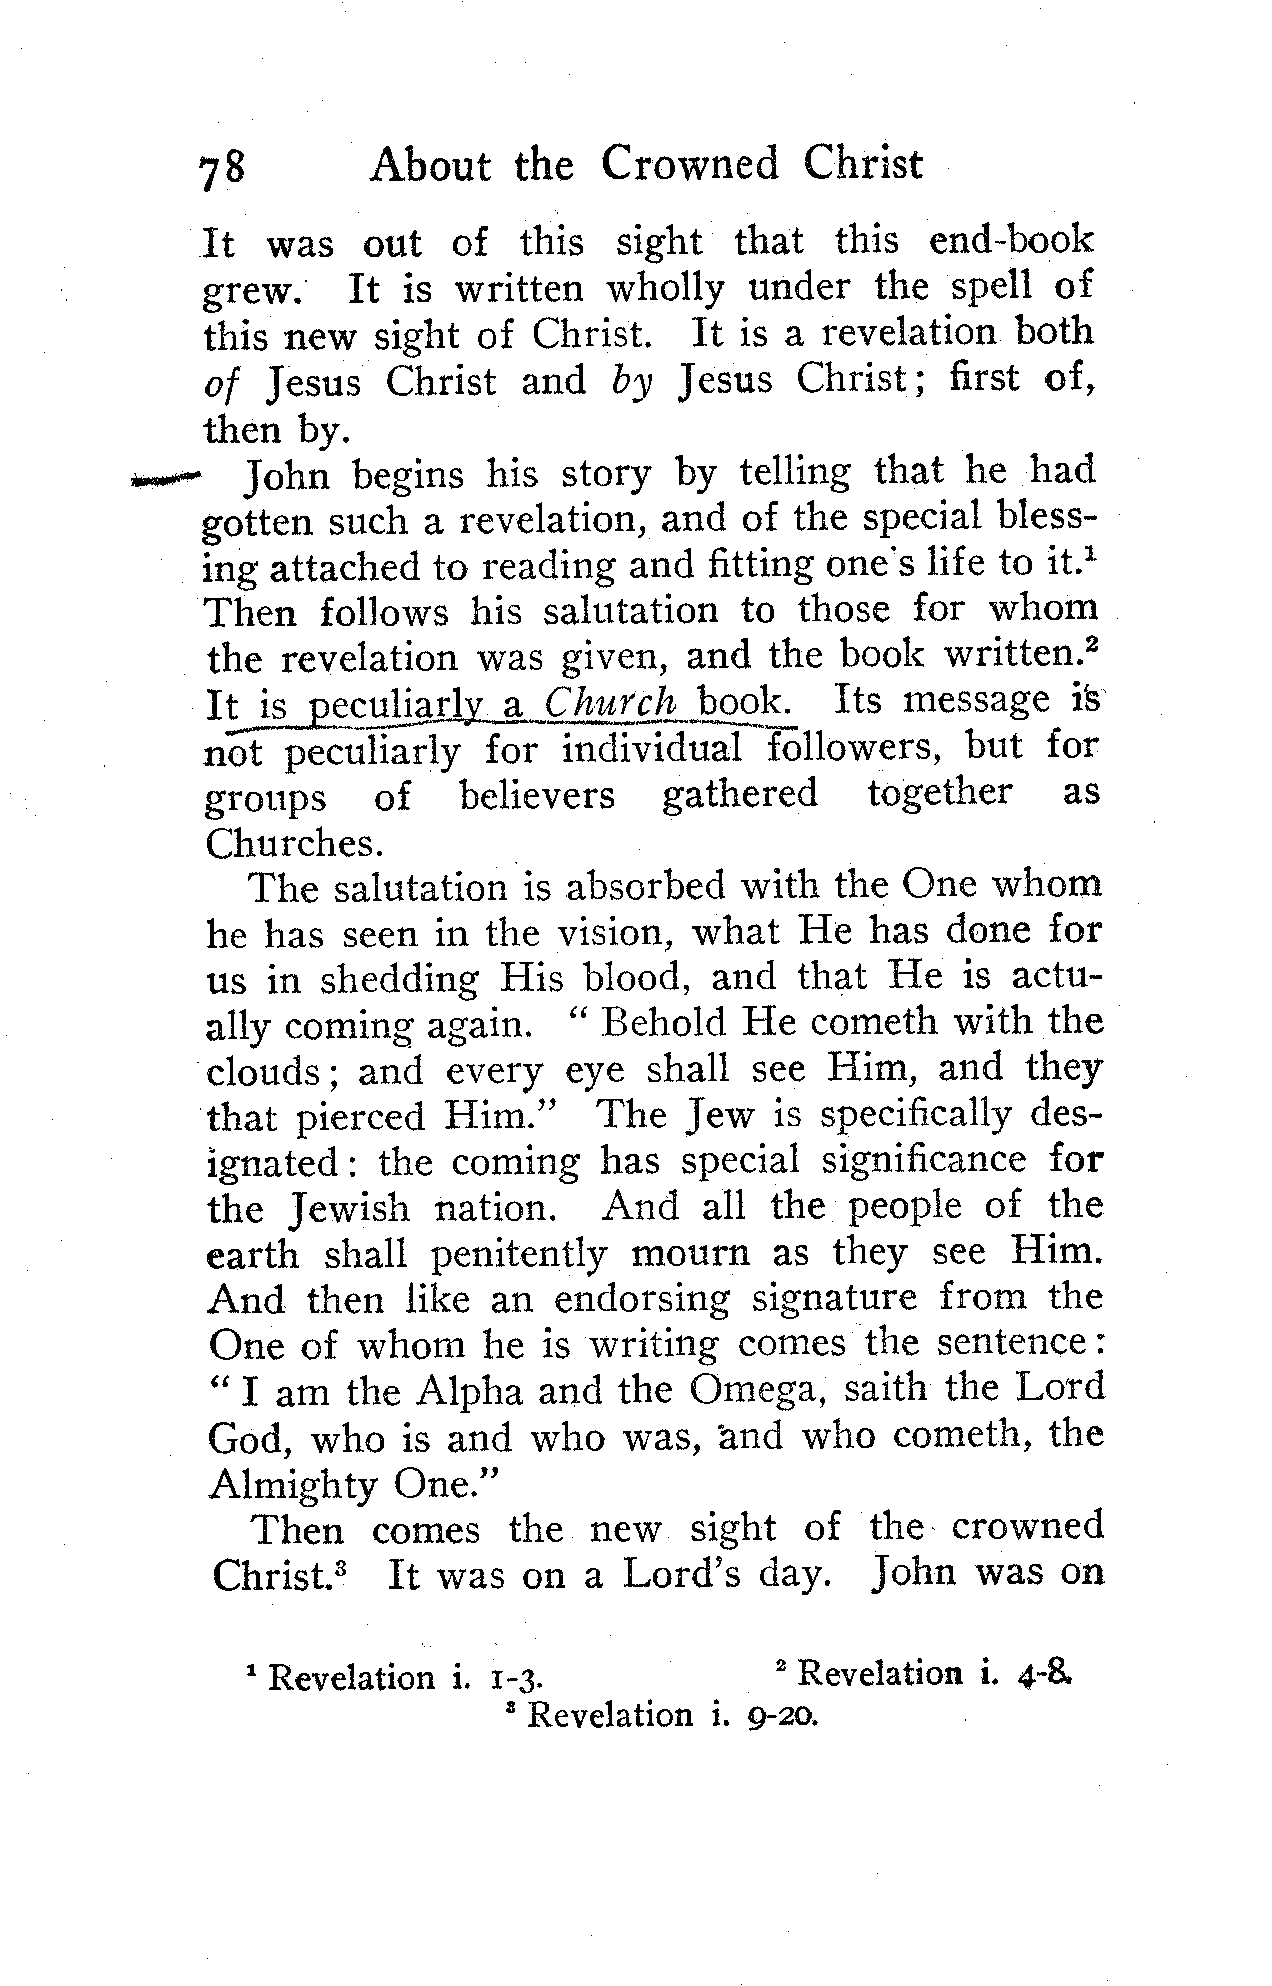 78 About the Crowned Christ
It was out of this sight that this end-book
grew. It is written wholly under the spell of
this new sight of Christ. It is a revelation both
of Jesus Christ and by Jesus Christ; first of,
then by.
John begins his story by telling that he had
gotten such a revelation, and of the special bless-
ing attached to reading and fitting one's life to it.¹
Then follows his salutation to those for whom
the revelation was given, and the book written.²
It is peculiarly a Church book. Its message is
not peculiarly for individual followers, but for
groups of believers gathered together as
Churches.
The salutation is absorbed with the One whom
he has seen in the vision, what He has done for
us in shedding His blood, and that He is actu-
ally coming again. "Behold He cometh with the
clouds; and every eye shall see Him, and they
that pierced Him." The Jew is specifically des-
ignated: the coming has special significance for
the Jewish nation. And all the people of the
earth shall penitently mourn as they see Him.
And then like an endorsing signature from the
One of whom he is writing comes the sentence:
"I am the Alpha and the Omega, saith the Lord
God, who is and who was, and who cometh, the
Almighty One."
Then comes the new sight of the crowned
Christ.³ It was on a Lord's day. John was on
¹ Revelation i. 1-3. ² Revelation i. 4-8.
³ Revelation i. 9-20.